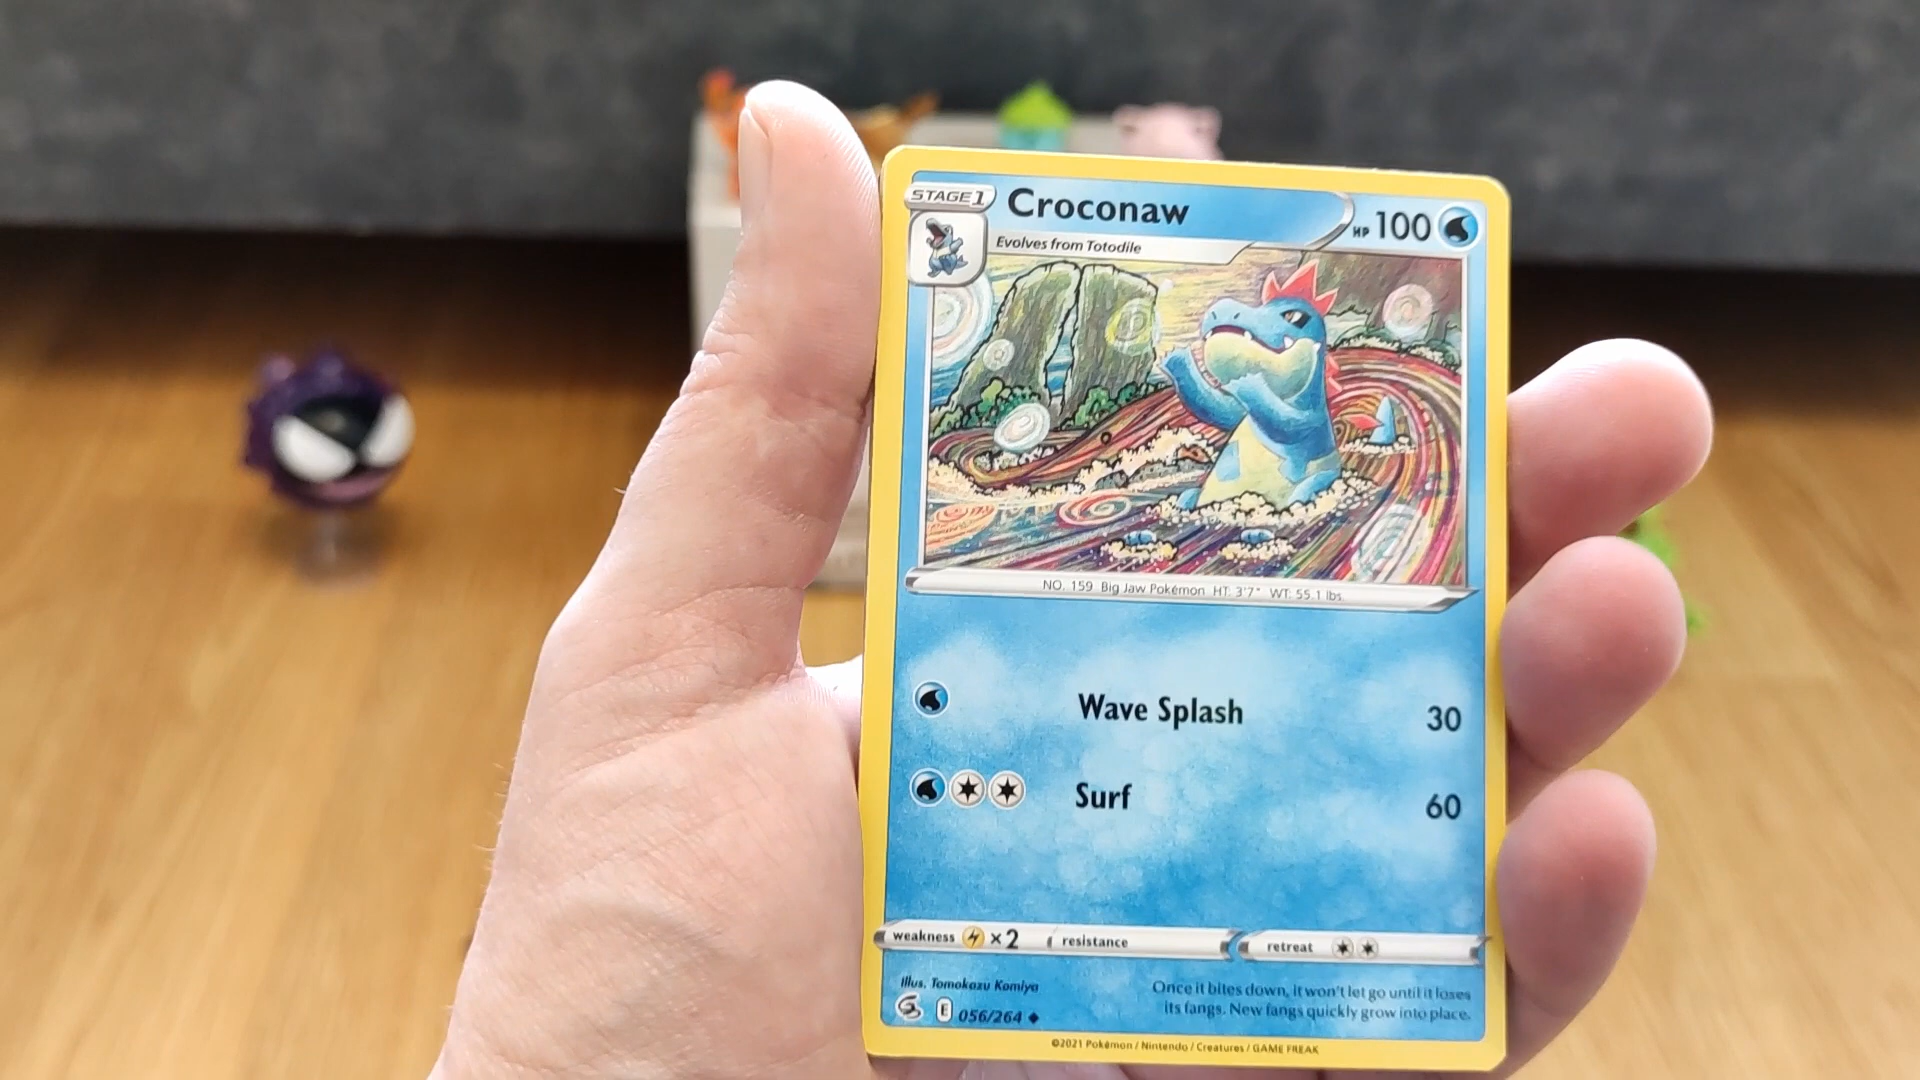 STAGE 1 Croconaw HP 100
Evolves from Totodile
NO. 159 Big Jaw Pokémon HT: 3'7" WT: 55.1 lbs.
Wave Splash 30
Surf 60
weakness ×2 resistance retreat
Illus. Tomokazu Komiya
Once it bites down, it won't let go until it loses
its fangs. New fangs quickly grow into place.
E 056/264
©2021 Pokémon / Nintendo / Creatures / GAME FREAK